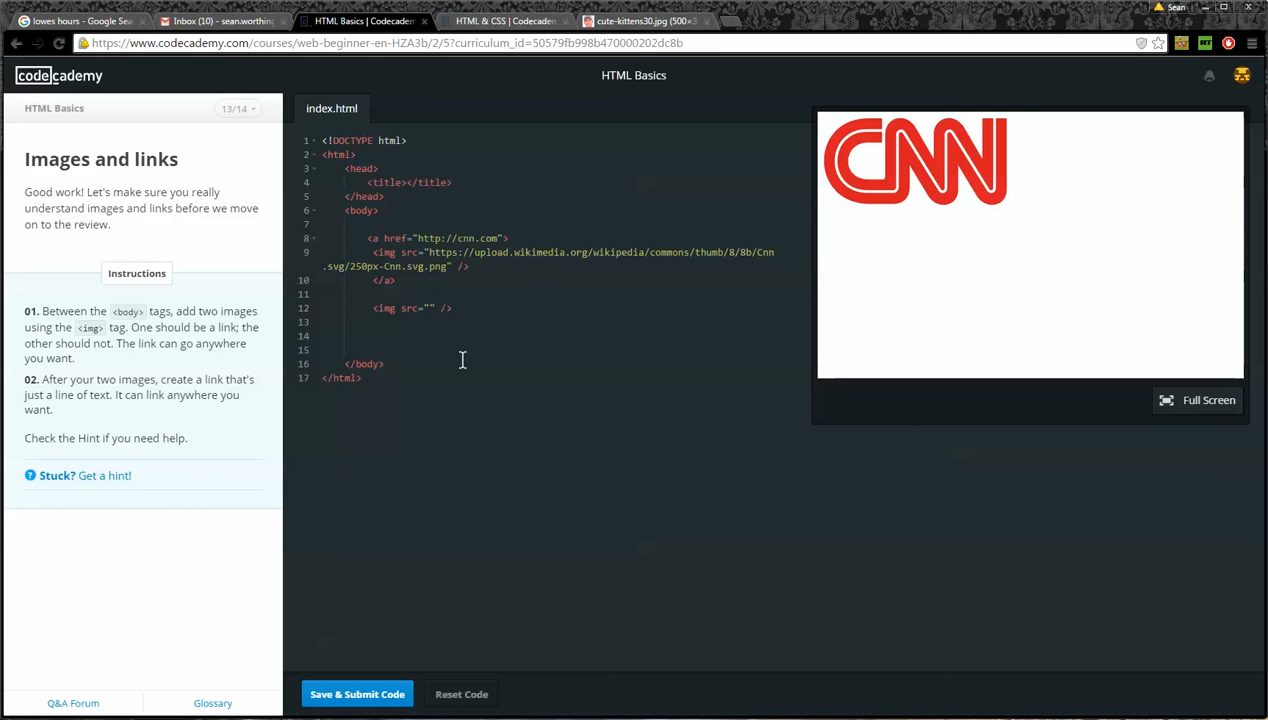 lowes hours - Google Sea
Inbox (10) - sean.worthing
HTML Basics | Codecadem
HTML & CSS | Codecadem
cute-kittens30.jpg (500×3
Sean
https://www.codecademy.com/courses/web-beginner-en-HZA3b/2/5?curriculum_id=50579fb998b470000202dc8b
codecademy
HTML Basics
HTML Basics
13/14
index.html
Images and links
Good work! Let's make sure you really
understand images and links before we move
on to the review.
Instructions
01. Between the <body> tags, add two images
using the <img> tag. One should be a link; the
other should not. The link can go anywhere
you want.
02. After your two images, create a link that's
just a line of text. It can link anywhere you
want.
Check the Hint if you need help.
? Stuck? Get a hint!
Q&A Forum
Glossary
1 <!DOCTYPE html>
2 <html>
3 <head>
4 <title></title>
5 </head>
6 <body>
7
8 <a href="http://cnn.com">
9 <img src="https://upload.wikimedia.org/wikipedia/commons/thumb/8/8b/Cnn
.svg/250px-Cnn.svg.png" />
10 </a>
11
12 <img src="" />
13
14
15
16 </body>
17 </html>
CNN
Full Screen
Save & Submit Code
Reset Code